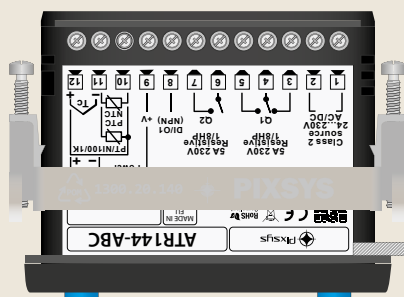 12 11 10 9 8 7 6 5 4 3 2 1
Tc
PTC
NTC
PT/NI100/1K
+V
DI/O1
(NPN)
Q2
5A 230V
Resistive
1/8HP
Q1
5A 230V
Resistive
1/8HP
24...230V
AC/DC
source
Class 2
PIXSYS
MADE IN
EU
RoHS
CE
ATR144-ABC
Pixsys